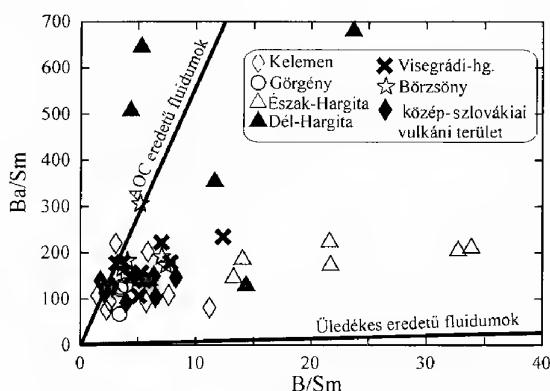 700
600
500
400
300
200
100
0
Ba/Sm
Kelemen
Görgény
Észak-Hargita
Dél-Hargita
Visegrádi-hg.
Börzsöny
közép-szlovákiai
vulkáni terület
AOC eredetű fluidumok
Üledékes eredetű fluidumok
0
10
20
30
40
B/Sm